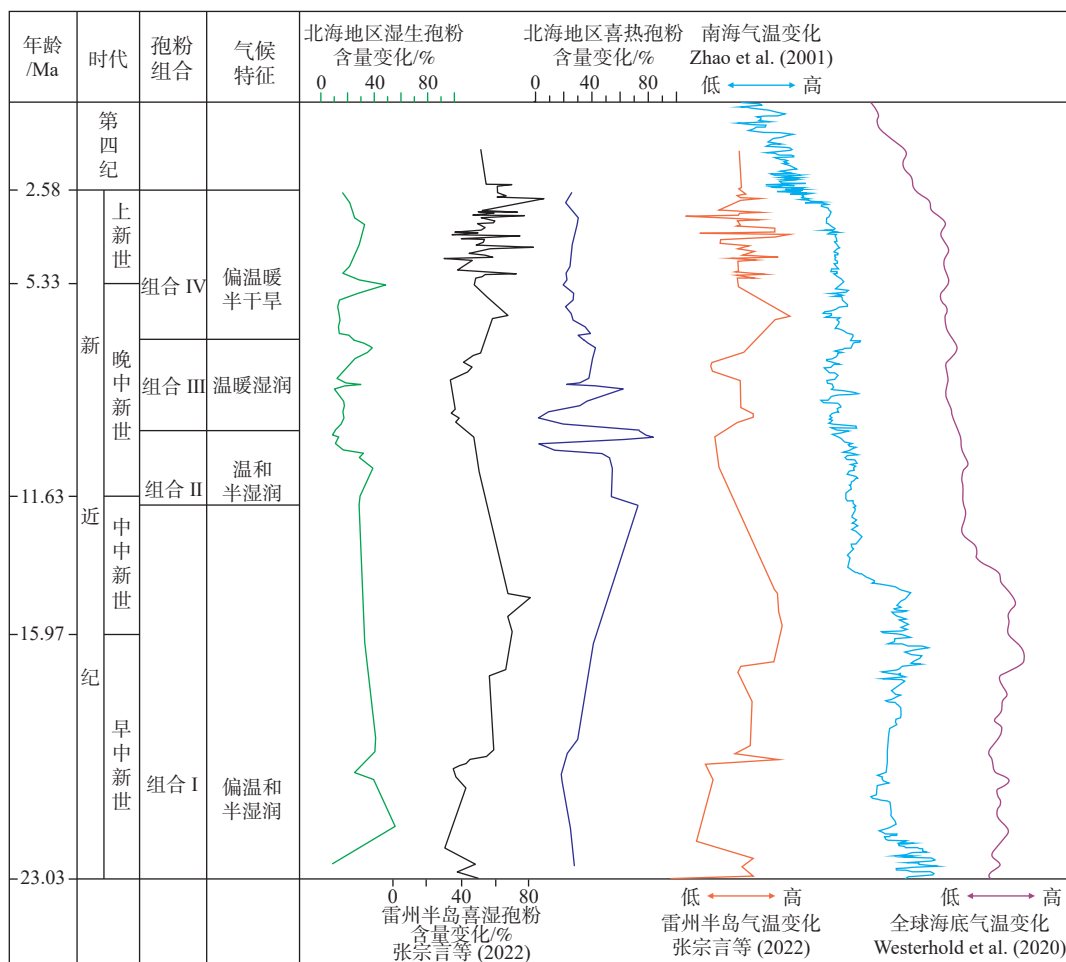 年龄
/Ma
时代
孢粉
组合
气候
特征
北海地区湿生孢粉
含量变化/%
0 40 80
北海地区喜热孢粉
含量变化/%
0 40 80
南海气温变化
Zhao et al. (2001)
低 高
第四纪
2.58
上新世
5.33
组合 IV
偏温暖
半干旱
新近纪
晚中新世
组合 III
温暖湿润
组合 II
温和
半湿润
11.63
中中新世
15.97
早中新世
组合 I
偏温和
半湿润
23.03
0 40 80
雷州半岛喜湿孢粉
含量变化/%
张宗言等 (2022)
低 高
雷州半岛气温变化
张宗言等 (2022)
低 高
全球海底气温变化
Westerhold et al. (2020)